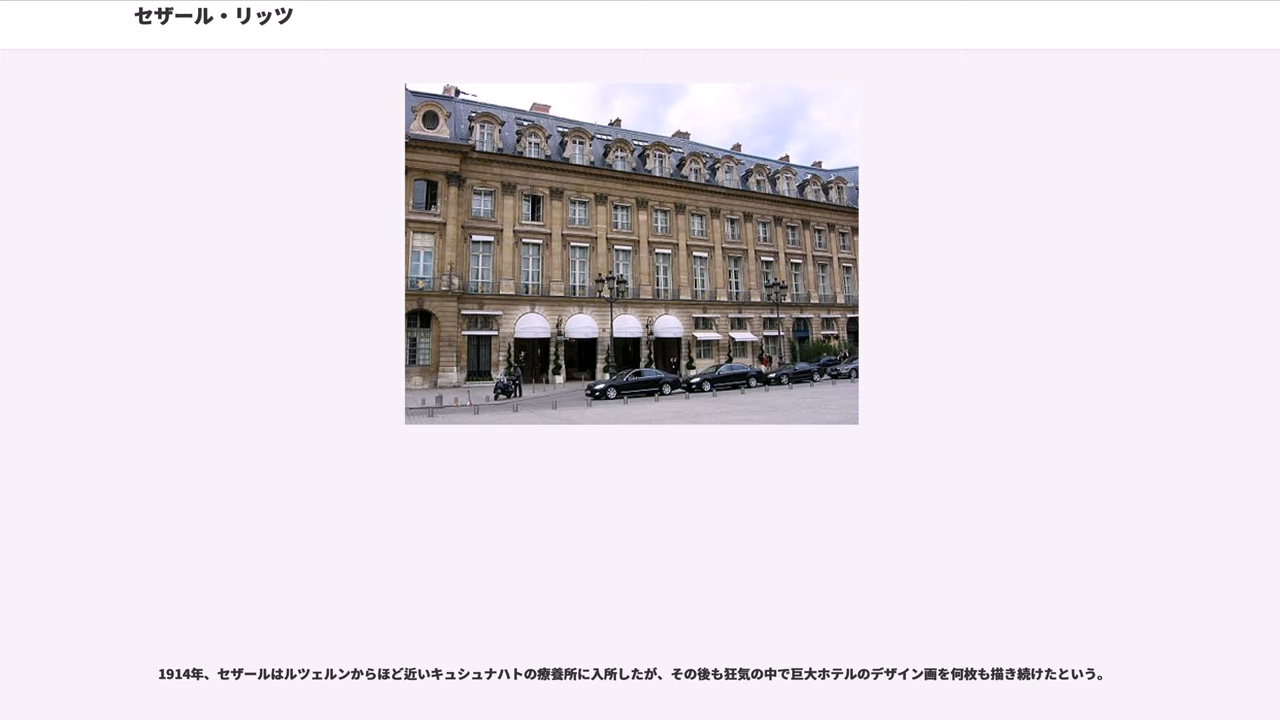 セザール・リッツ
1914年、セザールはルツェルンからほど近いキュシュナハトの療養所に入所したが、その後も狂気の中で巨大ホテルのデザイン画を何枚も描き続けたという。